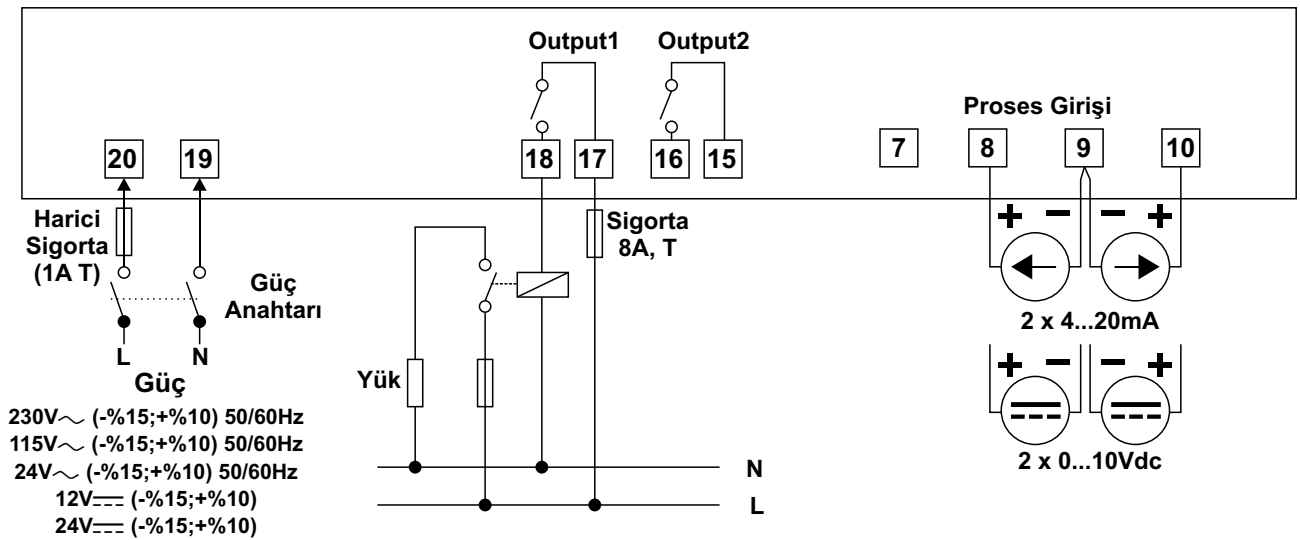 Output1
Output2
Proses Girişi
20
19
18
17
16
15
7
8
9
10
Harici
Sigorta
(1A T)
Güç
Anahtarı
L
N
Güç
230V～ (-%15;+%10) 50/60Hz
115V～ (-%15;+%10) 50/60Hz
24V～ (-%15;+%10) 50/60Hz
12V⎓ (-%15;+%10)
24V⎓ (-%15;+%10)
Sigorta
8A, T
Yük
N
L
+ − − +
2 x 4...20mA
+ − − +
2 x 0...10Vdc